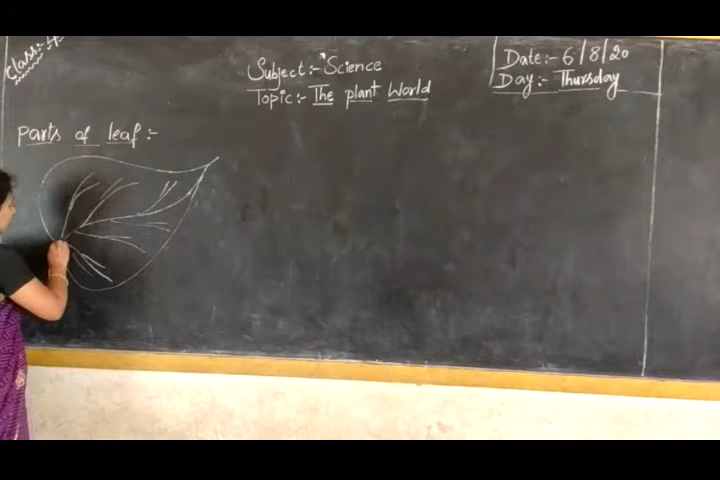 Class:- 4
Subject:- Science
Topic:- The plant World
Date:- 6/8/20
Day:- Thursday
Parts of leaf:-